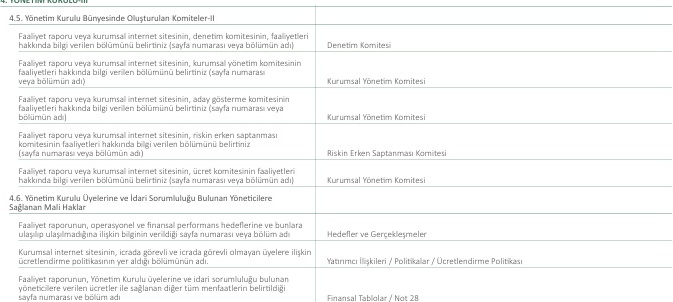 4. YÖNETİM KURULU-III
4.5. Yönetim Kurulu Bünyesinde Oluşturulan Komiteler-II
Faaliyet raporu veya kurumsal internet sitesinin, denetim komitesinin, faaliyetleri
hakkında bilgi verilen bölümünü belirtiniz (sayfa numarası veya bölümün adı)
Denetim Komitesi
Faaliyet raporu veya kurumsal internet sitesinin, kurumsal yönetim komitesinin
faaliyetleri hakkında bilgi verilen bölümünü belirtiniz (sayfa numarası
veya bölümün adı)
Kurumsal Yönetim Komitesi
Faaliyet raporu veya kurumsal internet sitesinin, aday gösterme komitesinin
faaliyetleri hakkında bilgi verilen bölümünü belirtiniz (sayfa numarası veya
bölümün adı)
Kurumsal Yönetim Komitesi
Faaliyet raporu veya kurumsal internet sitesinin, riskin erken saptanması
komitesinin faaliyetleri hakkında bilgi verilen bölümünü belirtiniz
(sayfa numarası veya bölümün adı)
Riskin Erken Saptanması Komitesi
Faaliyet raporu veya kurumsal internet sitesinin, ücret komitesinin faaliyetleri
hakkında bilgi verilen bölümünü belirtiniz (sayfa numarası veya bölümün adı)
Kurumsal Yönetim Komitesi
4.6. Yönetim Kurulu Üyelerine ve İdari Sorumluluğu Bulunan Yöneticilere
Sağlanan Mali Haklar
Faaliyet raporunun, operasyonel ve finansal performans hedeflerine ve bunlara
ulaşılıp ulaşılmadığına ilişkin bilginin verildiği sayfa numarası veya bölüm adı
Hedefler ve Gerçekleşmeler
Kurumsal internet sitesinin, icrada görevli ve icrada görevli olmayan üyelere ilişkin
ücretlendirme politikasının yer aldığı bölümünün adı.
Yatırımcı İlişkileri / Politikalar / Ücretlendirme Politikası
Faaliyet raporunun, Yönetim Kurulu üyelerine ve idari sorumluluğu bulunan
yöneticilere verilen ücretler ile sağlanan diğer tüm menfaatlerin belirtildiği
sayfa numarası ve bölüm adı
Finansal Tablolar / Not 28